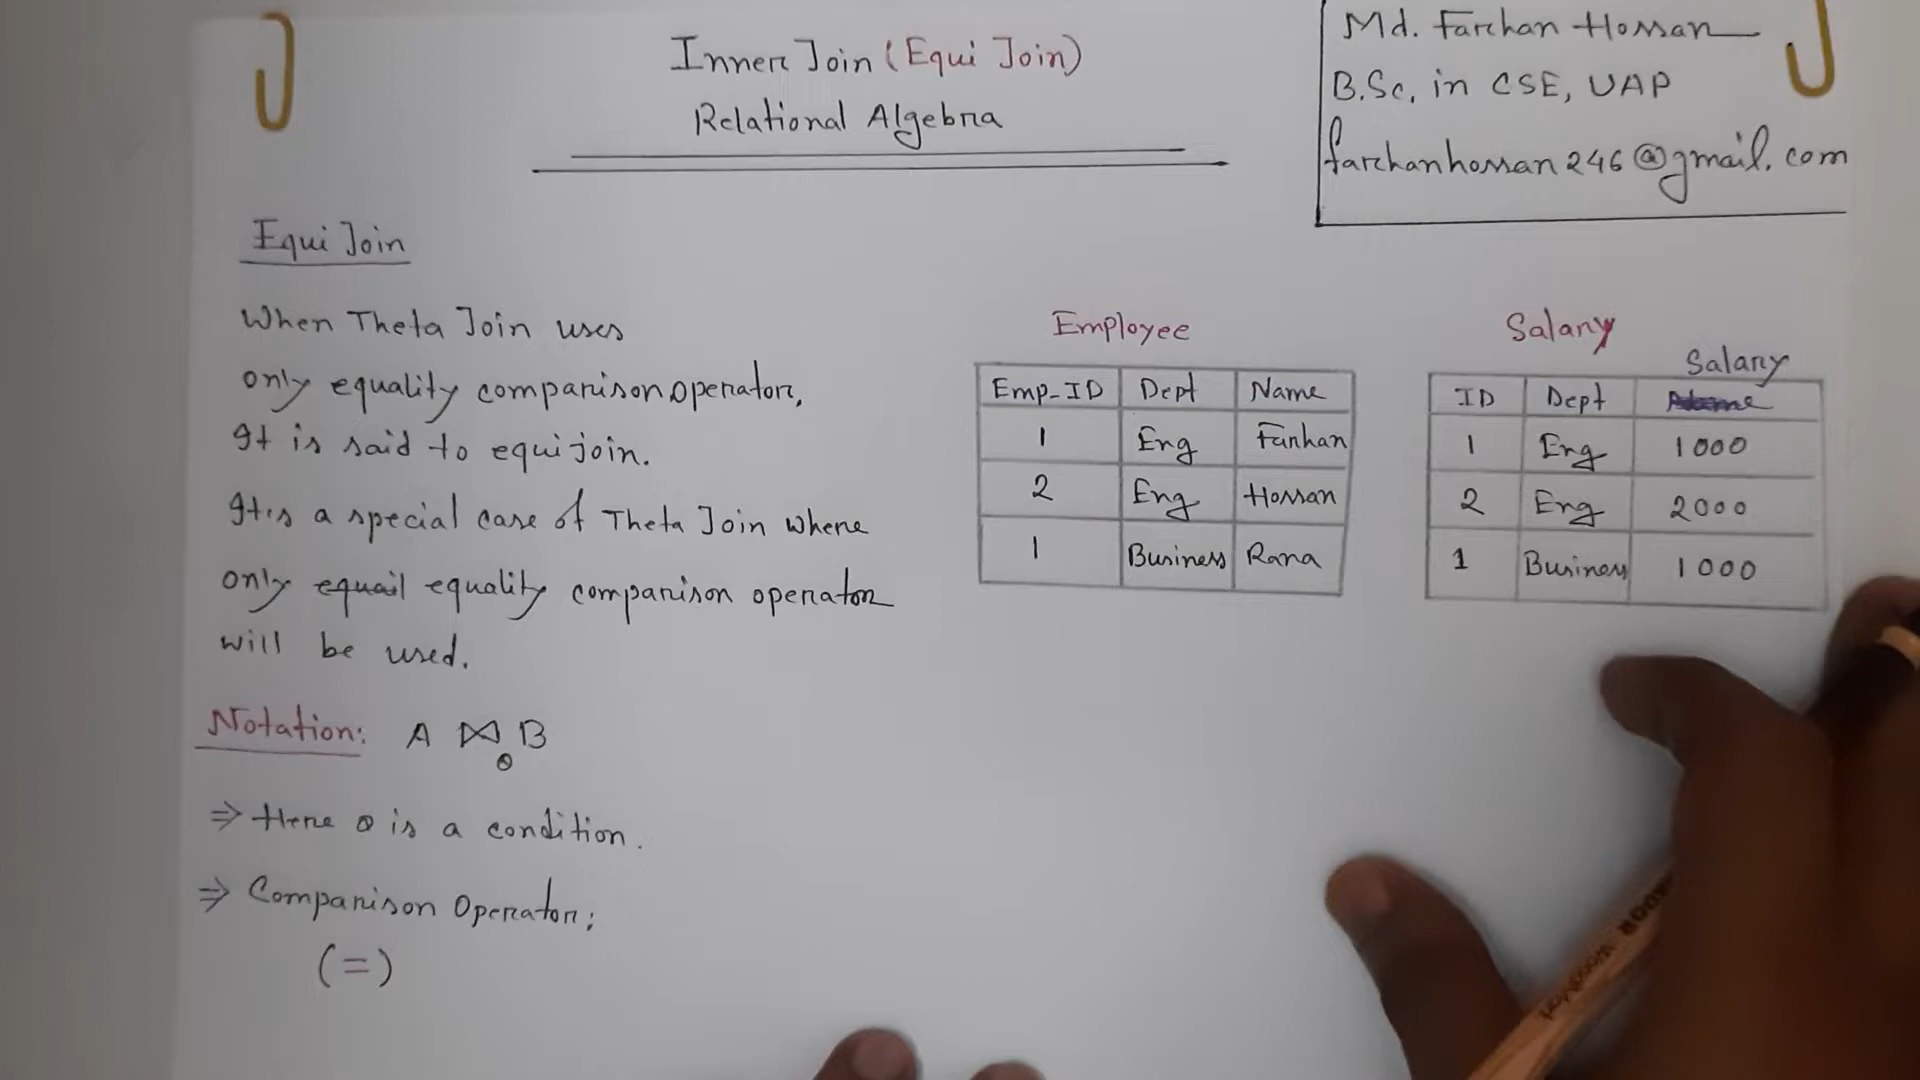 Inner Join (Equi Join)
Relational Algebra
Md. Farhan Hossan
B.Sc. in CSE, UAP
farhanhossan246@gmail.com
Equi Join
When Theta Join uses
only equality comparison operator,
It is said to equi join.
It is a special case of Theta Join where
only equail equality comparison operator
will be used.
Notation: A ⋈θ B
⇒ Here θ is a condition.
⇒ Comparison Operator:
(=)
Employee
Emp_ID Dept Name
1 Eng Farhan
2 Eng Hossan
1 Business Rana
Salary
Salary
ID Dept Name
1 Eng 1000
2 Eng 2000
1 Business 1000